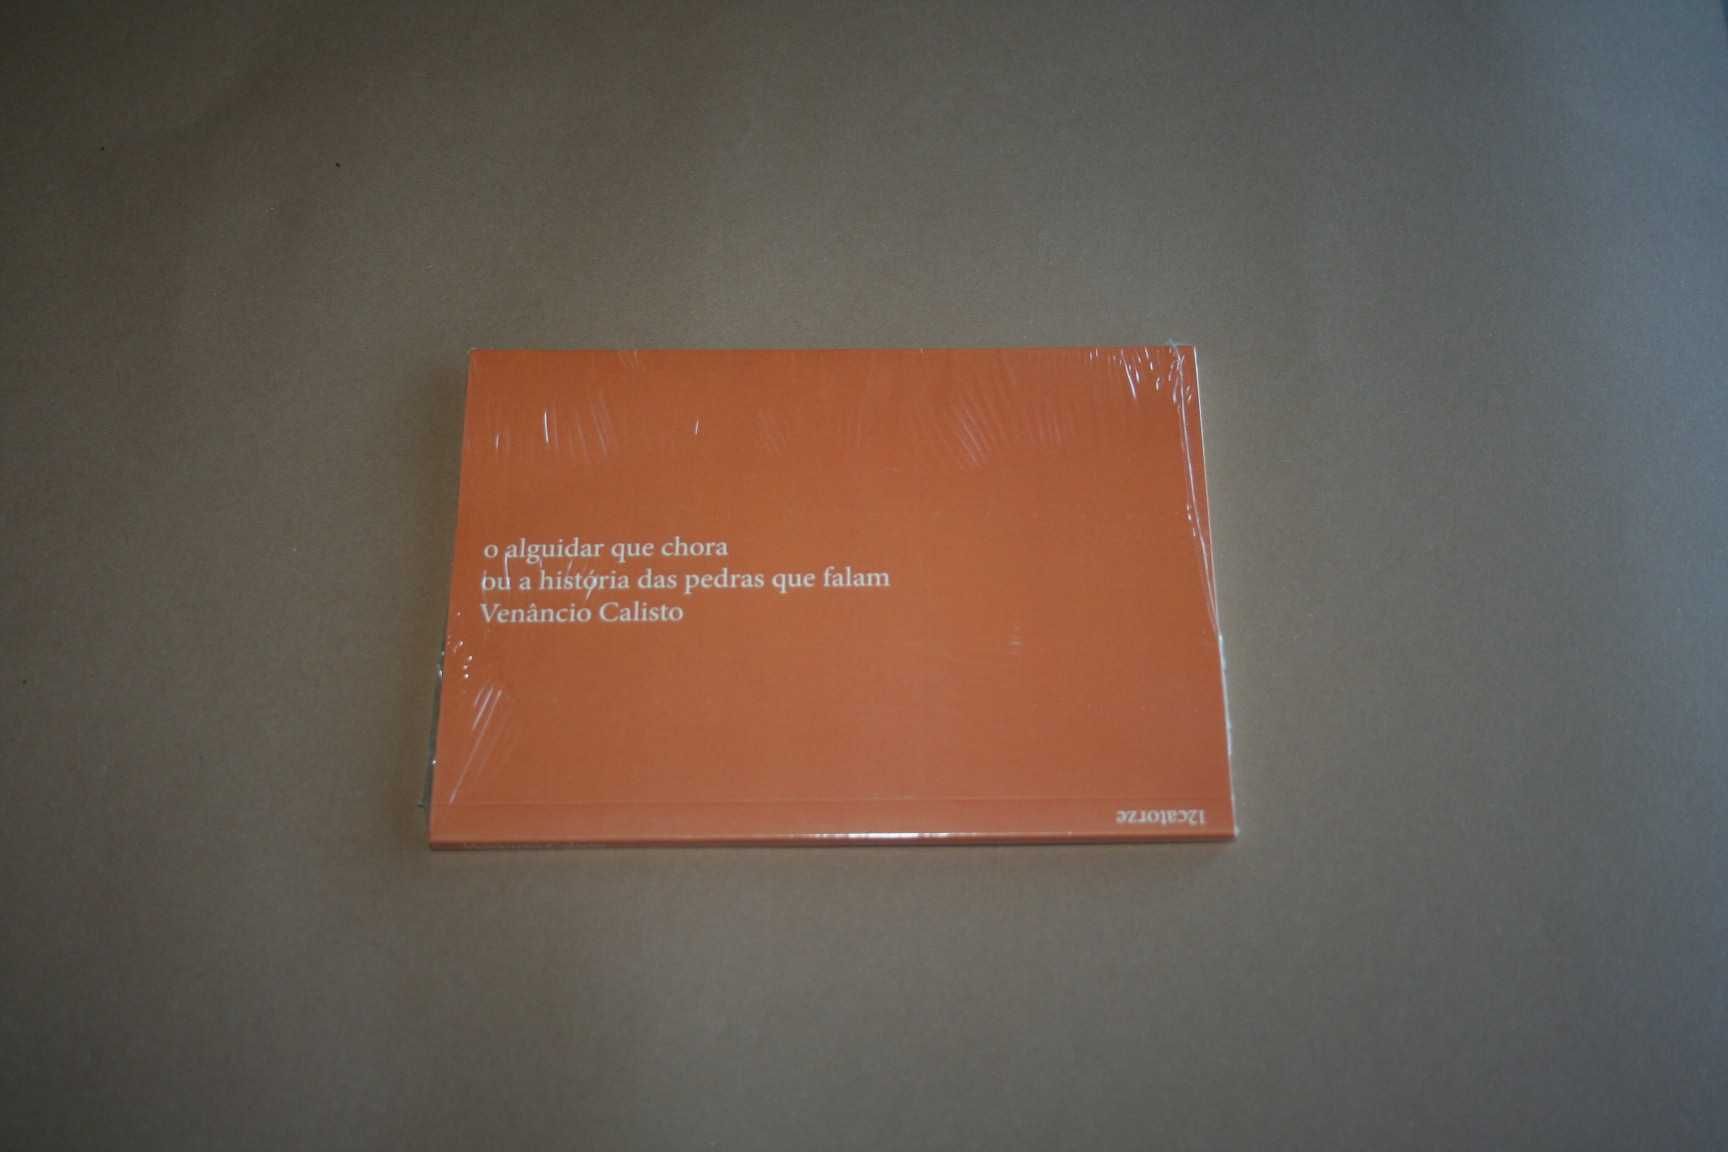 o alguidar que chora
ou a história das pedras que falam
Venâncio Calisto
12catorze